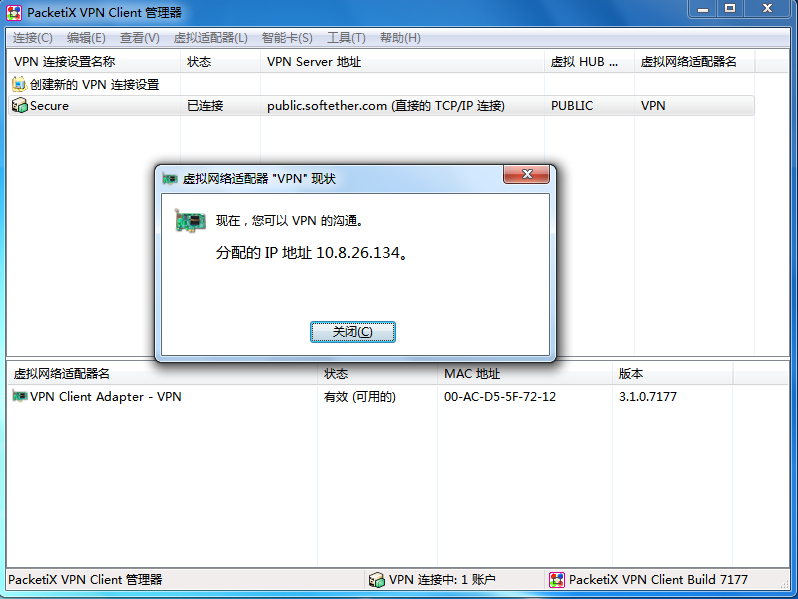 PacketiX VPN Client 管理器
连接(C) 编辑(E) 查看(V) 虚拟适配器(L) 智能卡(S) 工具(T) 帮助(H)
VPN 连接设置名称 状态 VPN Server 地址 虚拟 HUB ... 虚拟网络适配器名
创建新的 VPN 连接设置
Secure 已连接 public.softether.com (直接的 TCP/IP 连接) PUBLIC VPN
虚拟网络适配器 "VPN" 现状
现在，您可以 VPN 的沟通。
分配的 IP 地址 10.8.26.134。
关闭(C)
虚拟网络适配器名 状态 MAC 地址 版本
VPN Client Adapter - VPN 有效 (可用的) 00-AC-D5-5F-72-12 3.1.0.7177
PacketiX VPN Client 管理器 VPN 连接中: 1 账户 PacketiX VPN Client Build 7177